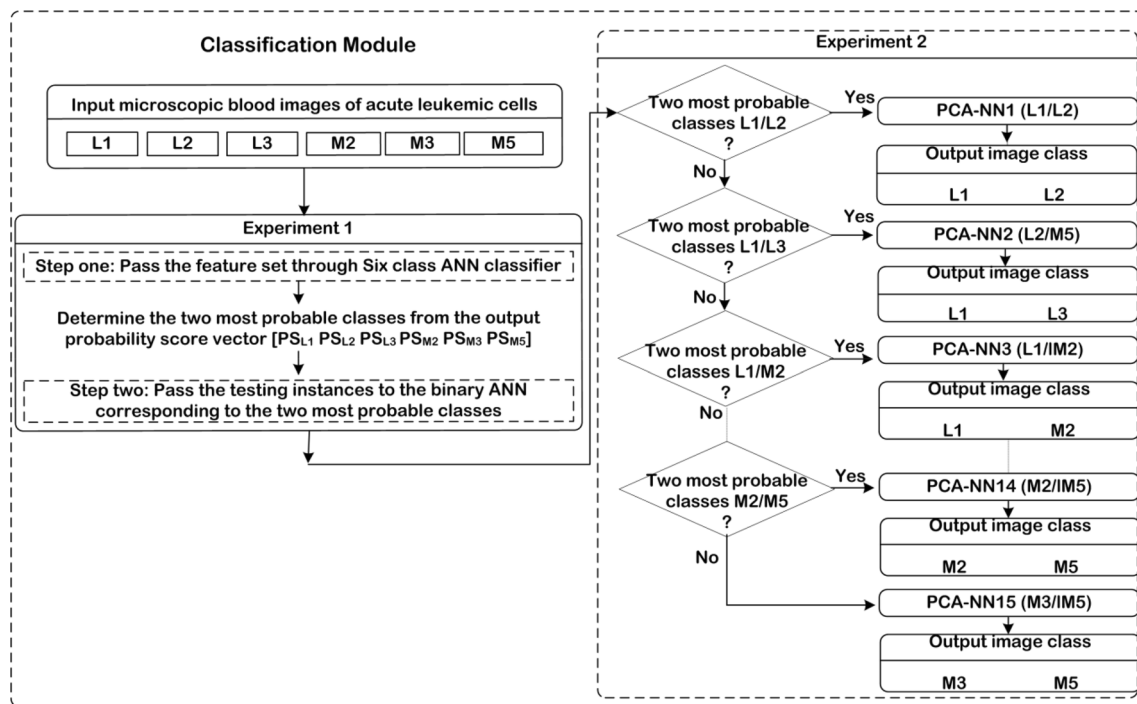 Classification Module
Input microscopic blood images of acute leukemic cells
L1 L2 L3 M2 M3 M5
Experiment 1
Step one: Pass the feature set through Six class ANN classifier
Determine the two most probable classes from the output
probability score vector [PSL1 PSL2 PSL3 PSM2 PSM3 PSM5]
Step two: Pass the testing instances to the binary ANN
corresponding to the two most probable classes
Experiment 2
Two most probable
classes L1/L2
?
Yes
No
PCA-NN1 (L1/L2)
Output image class
L1 L2
Two most probable
classes L1/L3
?
Yes
No
PCA-NN2 (L2/M5)
Output image class
L1 L3
Two most probable
classes L1/M2
?
Yes
No
PCA-NN3 (L1/IM2)
Output image class
L1 M2
Two most probable
classes M2/M5
?
Yes
No
PCA-NN14 (M2/IM5)
Output image class
M2 M5
PCA-NN15 (M3/IM5)
Output image class
M3 M5